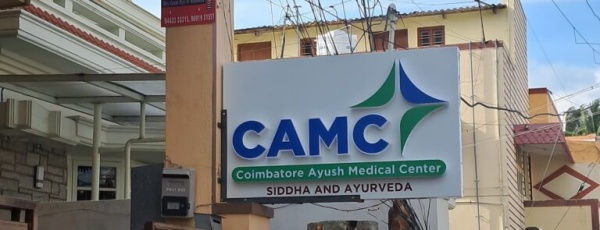 CAMC
Coimbatore Ayush Medical Center
SIDDHA AND AYURVEDA